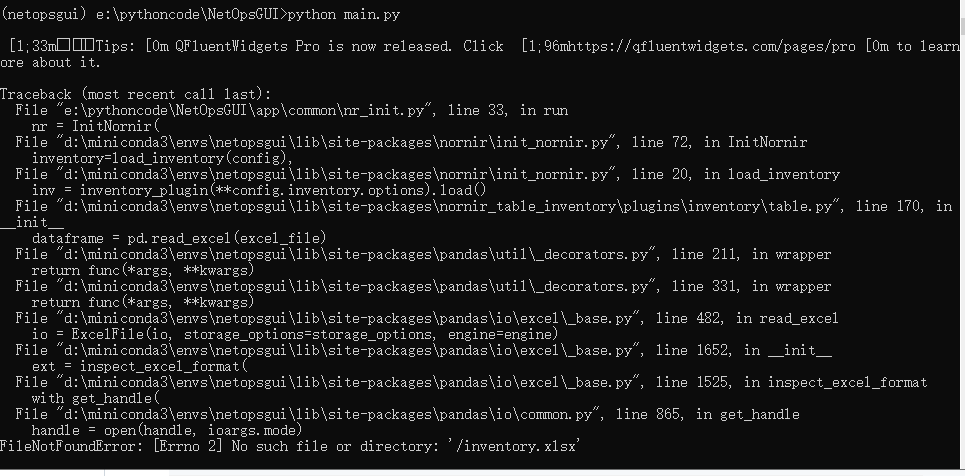 (netopsgui) e:\pythoncode\NetOpsGUI>python main.py
[1;33m□□□□Tips: [0m QFluentWidgets Pro is now released. Click  [1;96mhttps://qfluentwidgets.com/pages/pro [0m to learn
ore about it.
Traceback (most recent call last):
File "e:\pythoncode\NetOpsGUI\app\common\nr_init.py", line 33, in run
nr = InitNornir(
File "d:\miniconda3\envs\netopsgui\lib\site-packages\nornir\init_nornir.py", line 72, in InitNornir
inventory=load_inventory(config),
File "d:\miniconda3\envs\netopsgui\lib\site-packages\nornir\init_nornir.py", line 20, in load_inventory
inv = inventory_plugin(**config.inventory.options).load()
File "d:\miniconda3\envs\netopsgui\lib\site-packages\nornir_table_inventory\plugins\inventory\table.py", line 170, in
__init__
dataframe = pd.read_excel(excel_file)
File "d:\miniconda3\envs\netopsgui\lib\site-packages\pandas\util\_decorators.py", line 211, in wrapper
return func(*args, **kwargs)
File "d:\miniconda3\envs\netopsgui\lib\site-packages\pandas\util\_decorators.py", line 331, in wrapper
return func(*args, **kwargs)
File "d:\miniconda3\envs\netopsgui\lib\site-packages\pandas\io\excel\_base.py", line 482, in read_excel
io = ExcelFile(io, storage_options=storage_options, engine=engine)
File "d:\miniconda3\envs\netopsgui\lib\site-packages\pandas\io\excel\_base.py", line 1652, in __init__
ext = inspect_excel_format(
File "d:\miniconda3\envs\netopsgui\lib\site-packages\pandas\io\excel\_base.py", line 1525, in inspect_excel_format
with get_handle(
File "d:\miniconda3\envs\netopsgui\lib\site-packages\pandas\io\common.py", line 865, in get_handle
handle = open(handle, ioargs.mode)
FileNotFoundError: [Errno 2] No such file or directory: '/inventory.xlsx'